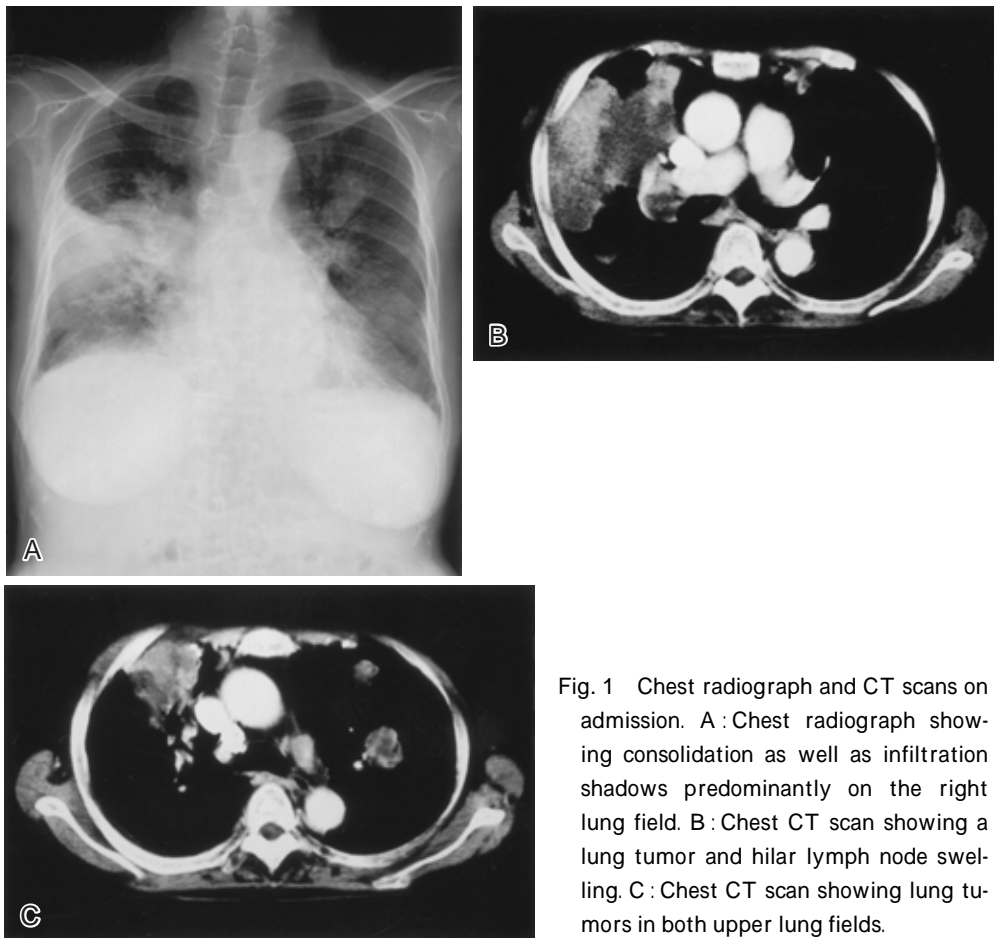 A
B
C
Fig. 1 Chest radiograph and CT scans on
admission. A : Chest radiograph show-
ing consolidation as well as infiltration
shadows predominantly on the right
lung field. B : Chest CT scan showing a
lung tumor and hilar lymph node swel-
ling. C : Chest CT scan showing lung tu-
mors in both upper lung fields.